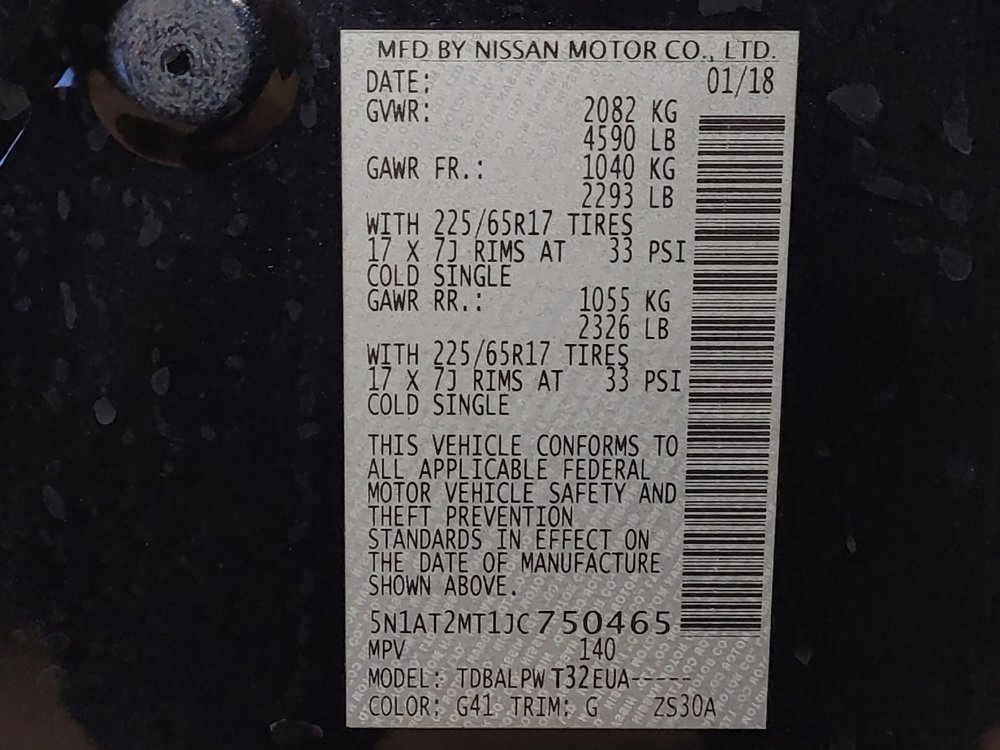 MFD BY NISSAN MOTOR CO., LTD.
DATE: 01/18
GVWR: 2082 KG
4590 LB
GAWR FR.: 1040 KG
2293 LB
WITH 225/65R17 TIRES
17 X 7J RIMS AT 33 PSI
COLD SINGLE
GAWR RR.: 1055 KG
2326 LB
WITH 225/65R17 TIRES
17 X 7J RIMS AT 33 PSI
COLD SINGLE
THIS VEHICLE CONFORMS TO
ALL APPLICABLE FEDERAL
MOTOR VEHICLE SAFETY AND
THEFT PREVENTION
STANDARDS IN EFFECT ON
THE DATE OF MANUFACTURE
SHOWN ABOVE.
5N1AT2MT1JC750465
MPV 140
MODEL: TDBALPW T32EUA-----
COLOR: G41 TRIM: G ZS30A